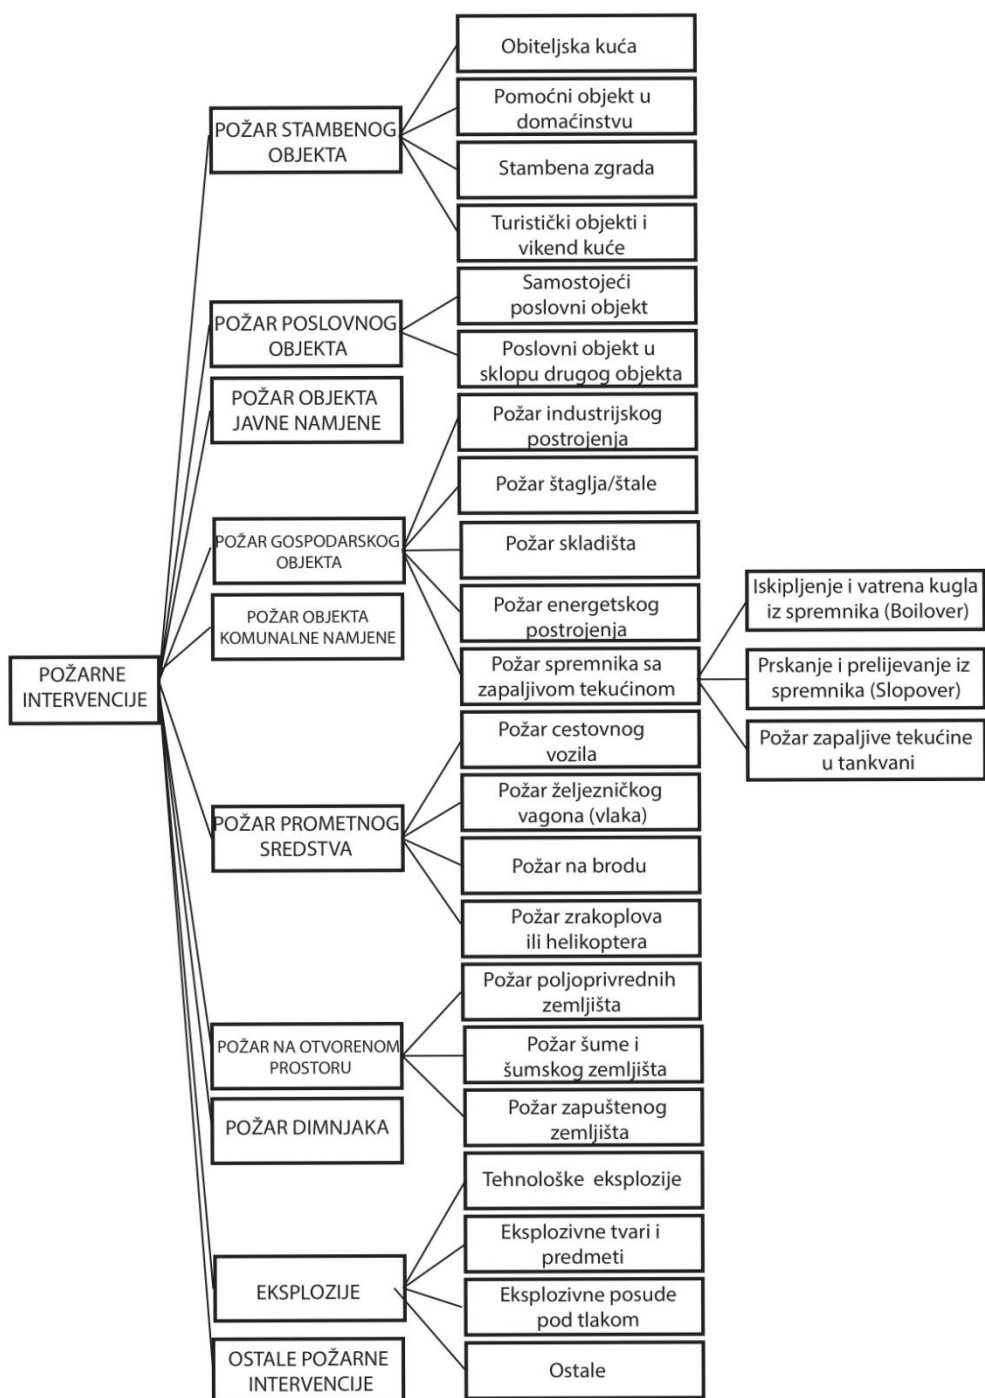 POŽARNE
INTERVENCIJE
POŽAR STAMBENOG
OBJEKTA
Obiteljska kuća
Pomoćni objekt u
domaćinstvu
Stambena zgrada
Turistički objekti i
vikend kuće
POŽAR POSLOVNOG
OBJEKTA
Samostojeći
poslovni objekt
Poslovni objekt u
sklopu drugog objekta
POŽAR OBJEKTA
JAVNE NAMJENE
POŽAR GOSPODARSKOG
OBJEKTA
Požar industrijskog
postrojenja
Požar štaglja/štale
Požar skladišta
Požar energetskog
postrojenja
Požar spremnika sa
zapaljivom tekućinom
Iskipljenje i vatrena kugla
iz spremnika (Boilover)
Prskanje i prelijevanje iz
spremnika (Slopover)
Požar zapaljive tekućine
u tankvani
POŽAR OBJEKTA
KOMUNALNE NAMJENE
POŽAR PROMETNOG
SREDSTVA
Požar cestovnog
vozila
Požar željezničkog
vagona (vlaka)
Požar na brodu
Požar zrakoplova
ili helikoptera
POŽAR NA OTVORENOM
PROSTORU
Požar poljoprivrednih
zemljišta
Požar šume i
šumskog zemljišta
Požar zapuštenog
zemljišta
POŽAR DIMNJAKA
EKSPLOZIJE
Tehnološke eksplozije
Eksplozivne tvari i
predmeti
Eksplozivne posude
pod tlakom
Ostale
OSTALE POŽARNE
INTERVENCIJE